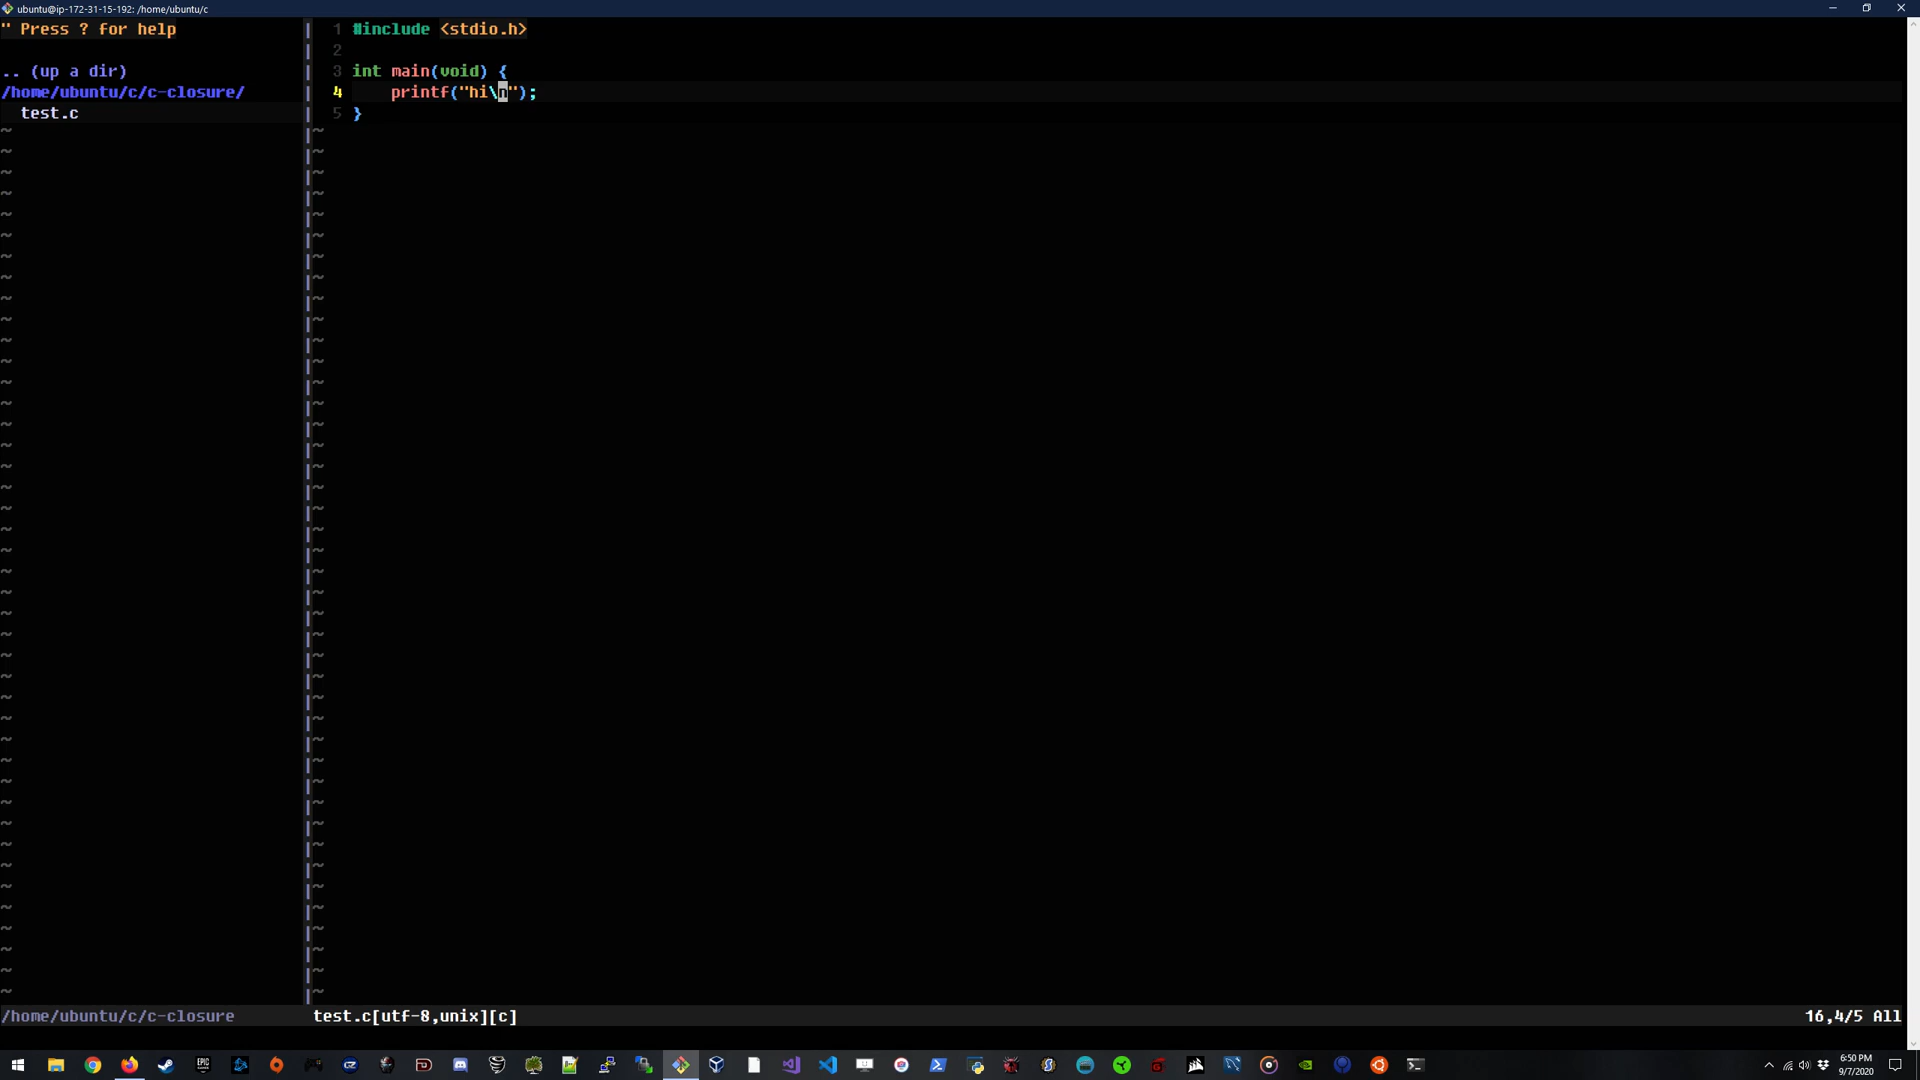 ubuntu@ip-172-31-15-192: /home/ubuntu/c
" Press ? for help
.. (up a dir)
/home/ubuntu/c/c-closure/
test.c
1 #include <stdio.h>
2
3 int main(void) {
4 printf("hi\n");
5 }
/home/ubuntu/c/c-closure
test.c[utf-8,unix][c]
16,4/5 All
EPIC
6:50 PM
9/7/2020